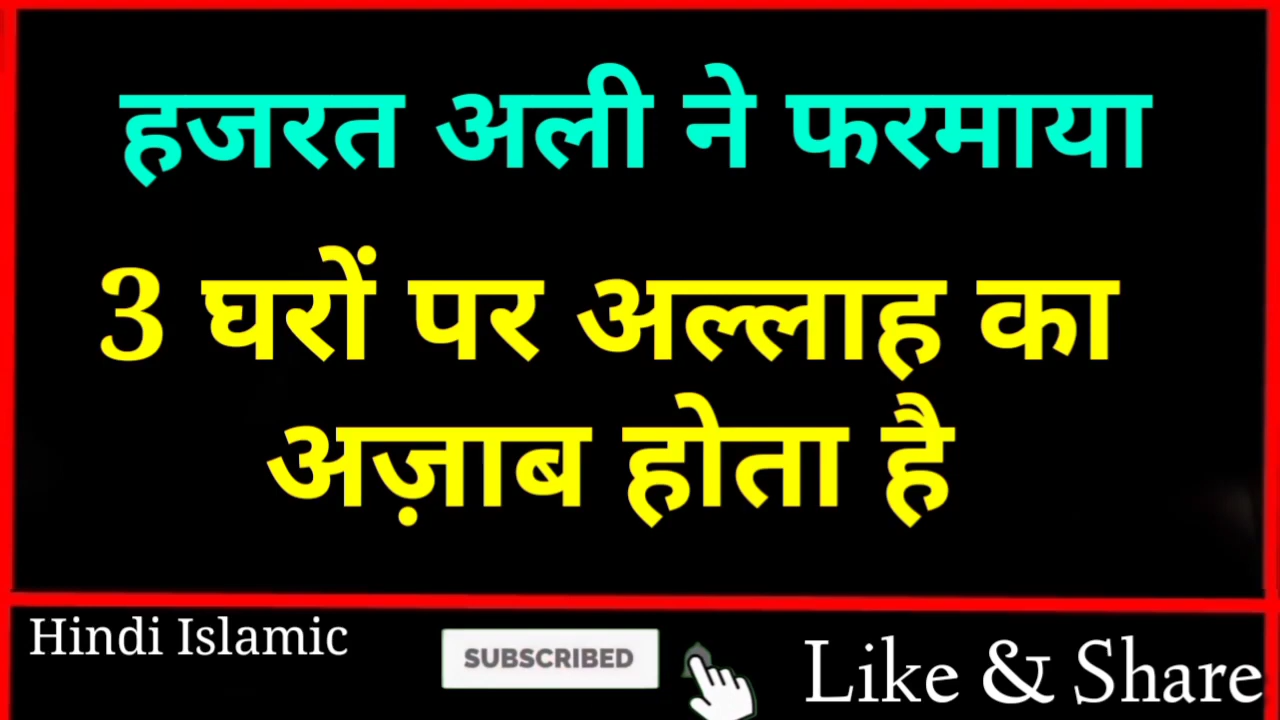 हजरत अली ने फरमाया
3 घरों पर अल्लाह का
अज़ाब होता है
Hindi Islamic
SUBSCRIBED
Like & Share